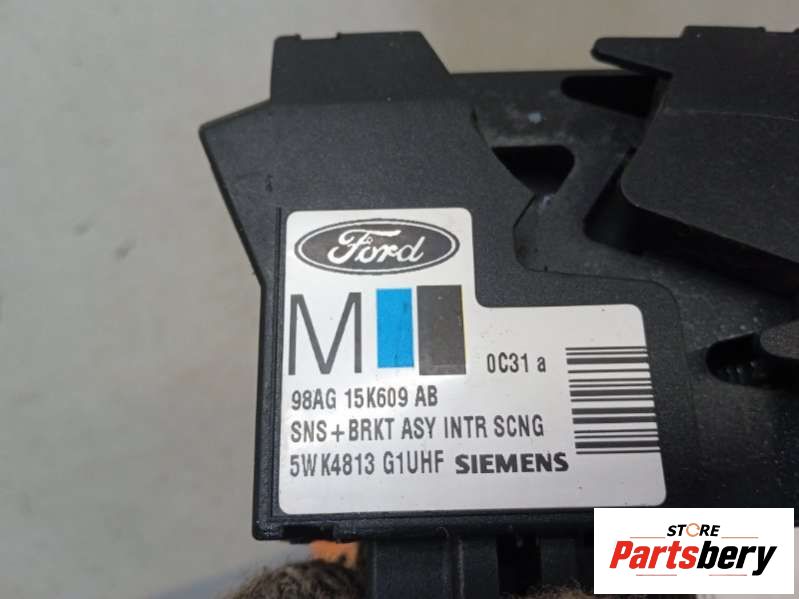 Ford
M
0C31 a
98AG 15K609 AB
SNS + BRKT ASY INTR SCNG
5WK4813 G1UHF SIEMENS
STORE
Partsbery